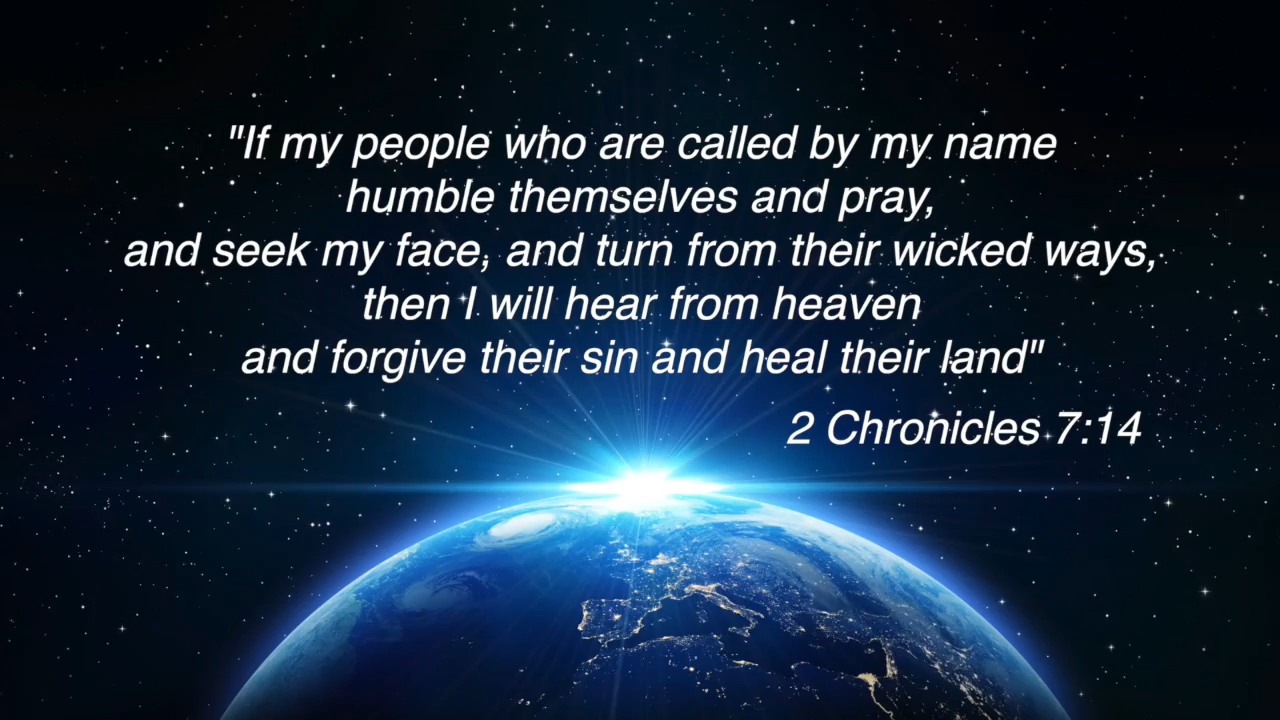 "If my people who are called by my name
humble themselves and pray,
and seek my face, and turn from their wicked ways,
then I will hear from heaven
and forgive their sin and heal their land"
2 Chronicles 7:14